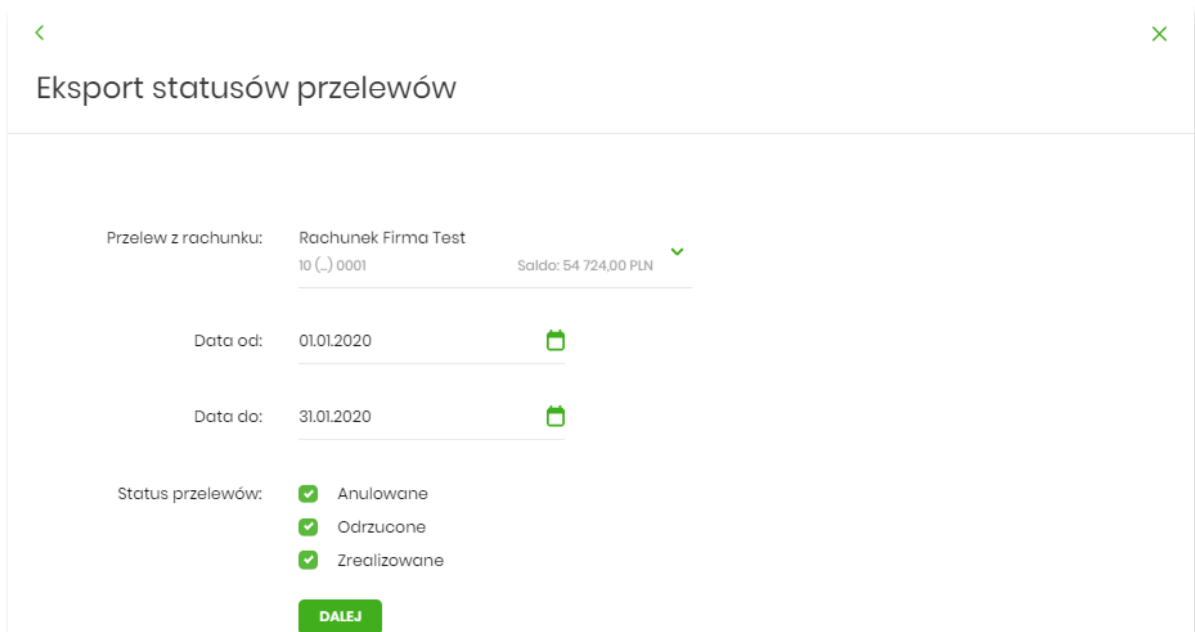 Eksport statusów przelewów
Przelew z rachunku: Rachunek Firma Test
10 (...) 0001 Saldo: 54 724,00 PLN
Data od: 01.01.2020
Data do: 31.01.2020
Status przelewów: Anulowane
Odrzucone
Zrealizowane
DALEJ